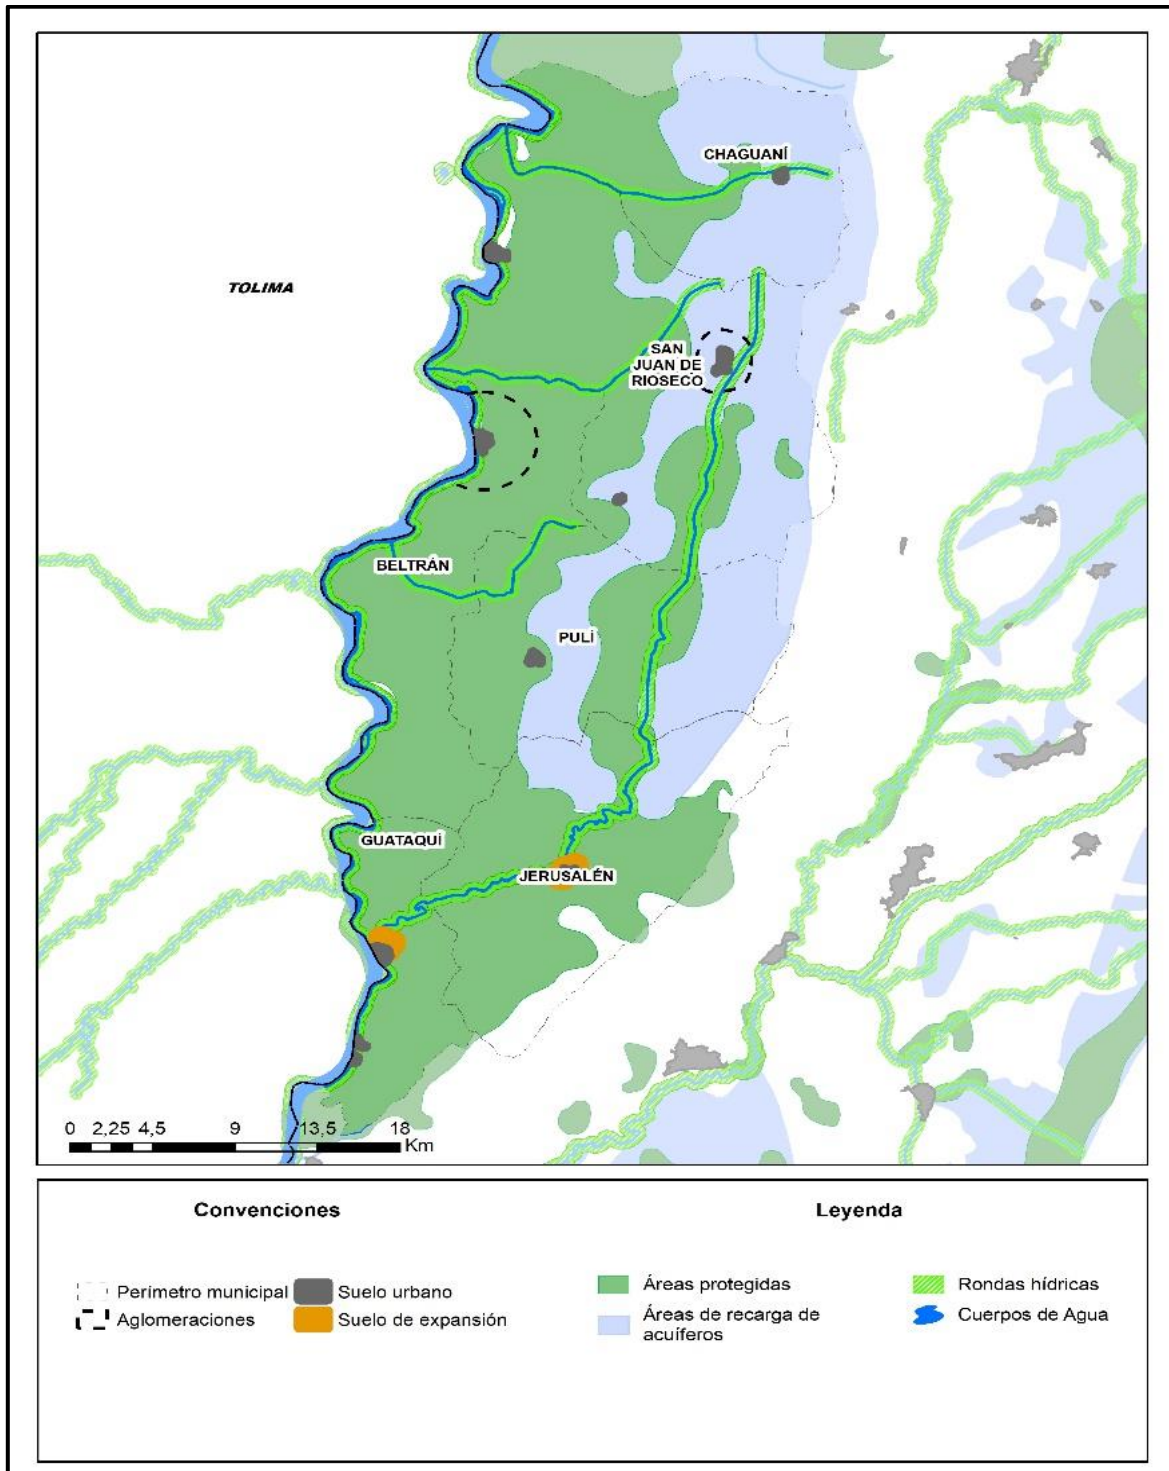 CHAGUANÍ
TOLIMA
SAN
JUAN DE
RIOSECO
BELTRÁN
PULÍ
GUATAQUÍ
JERUSALÉN
0 2,25 4,5 9 13,5 18
Km
Convenciones
Perímetro municipal
Aglomeraciones
Suelo urbano
Suelo de expansión
Leyenda
Áreas protegidas
Áreas de recarga de
acuíferos
Rondas hídricas
Cuerpos de Agua